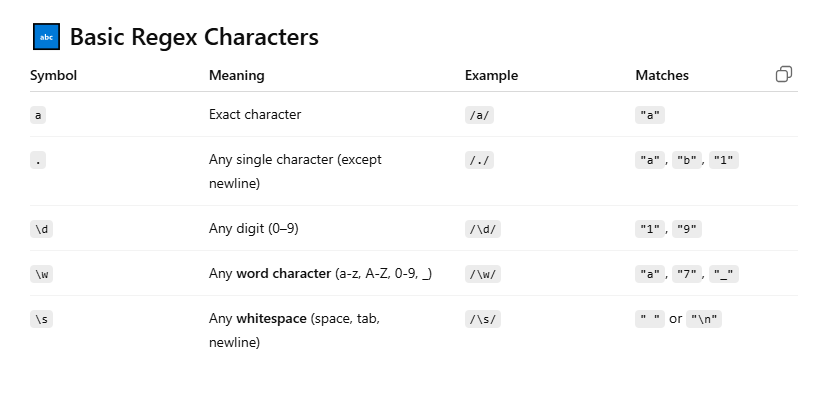 abc Basic Regex Characters
Symbol Meaning Example Matches
a Exact character /a/ "a"
. Any single character (except /./ "a", "b", "1"
newline)
\d Any digit (0–9) /\d/ "1", "9"
\w Any word character (a-z, A-Z, 0-9, _) /\w/ "a", "7", "_"
\s Any whitespace (space, tab, /\s/ " " or "\n"
newline)